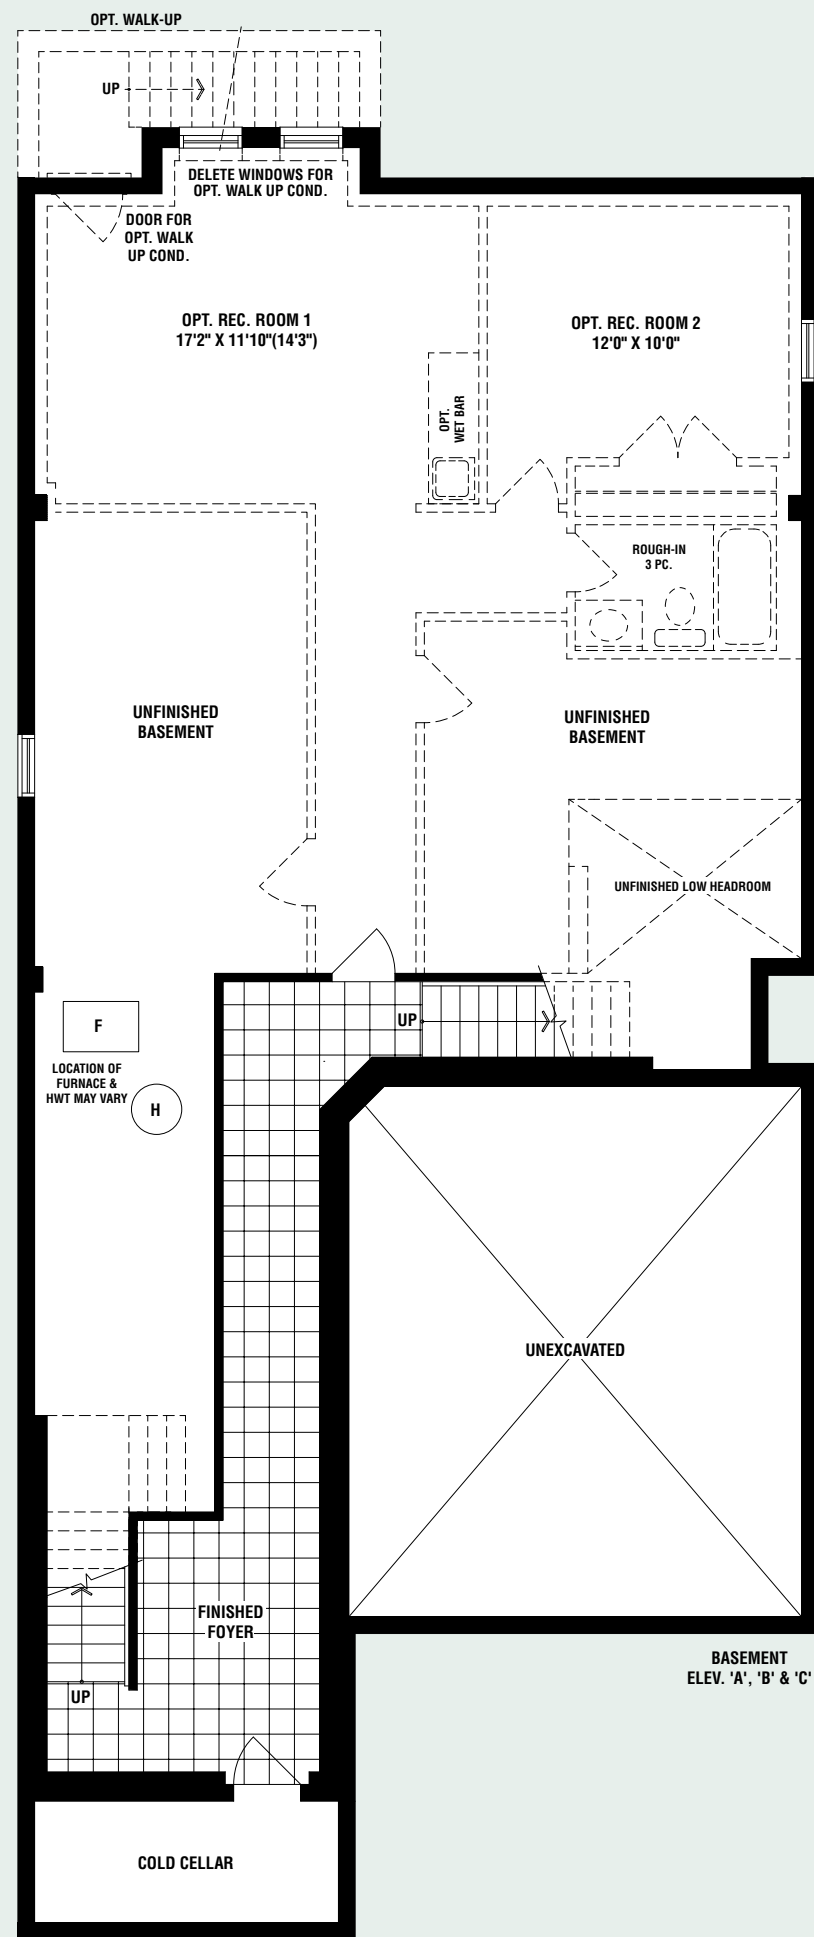 OPT. WALK-UP
UP
DELETE WINDOWS FOR
OPT. WALK UP COND.
DOOR FOR
OPT. WALK
UP COND.
OPT. REC. ROOM 1
17'2" X 11'10"(14'3")
OPT. REC. ROOM 2
12'0" X 10'0"
OPT.
WET BAR
ROUGH-IN
3 PC.
UNFINISHED
BASEMENT
UNFINISHED
BASEMENT
UNFINISHED LOW HEADROOM
F
UP
LOCATION OF
FURNACE &
HWT MAY VARY
H
UNEXCAVATED
FINISHED
FOYER
UP
BASEMENT
ELEV. 'A', 'B' & 'C'
COLD CELLAR